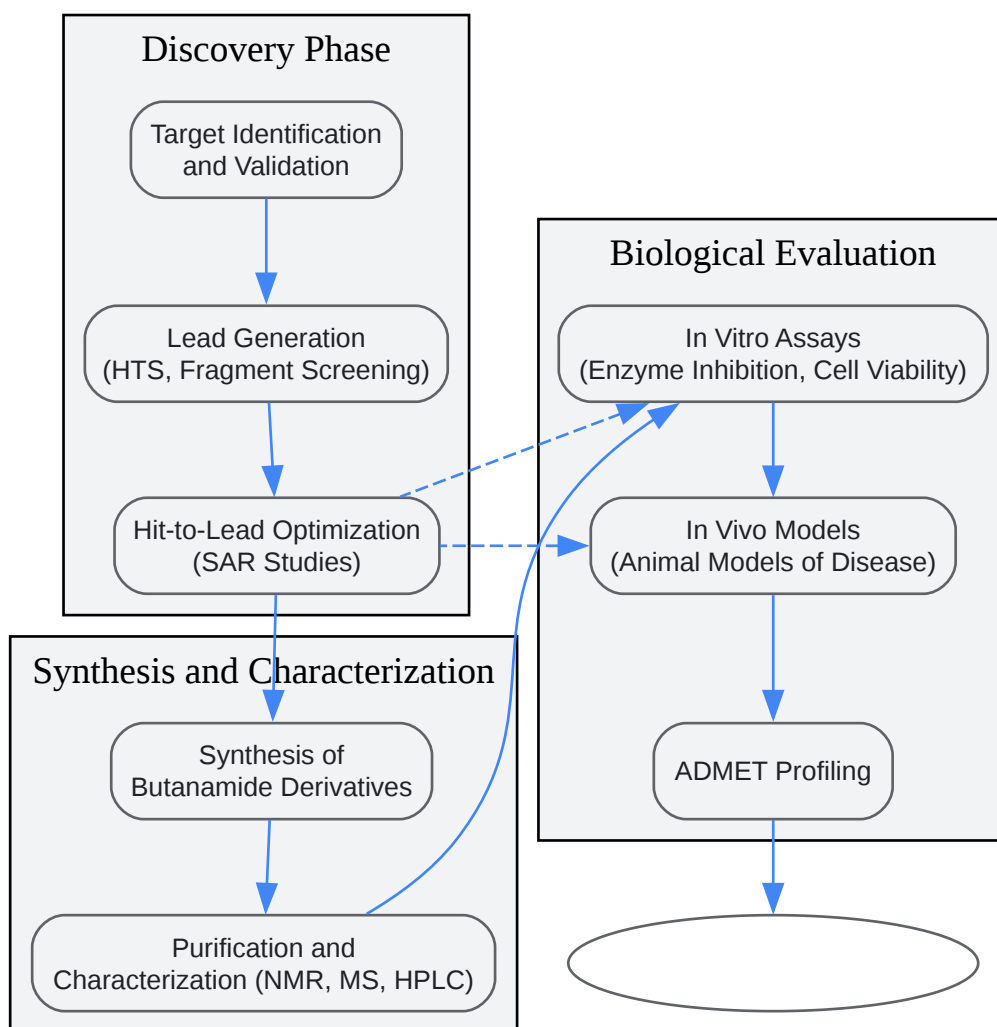 Discovery Phase
Target Identification
and Validation
Lead Generation
(HTS, Fragment Screening)
Hit-to-Lead Optimization
(SAR Studies)
Synthesis and Characterization
Synthesis of
Butanamide Derivatives
Purification and
Characterization (NMR, MS, HPLC)
Biological Evaluation
In Vitro Assays
(Enzyme Inhibition, Cell Viability)
In Vivo Models
(Animal Models of Disease)
ADMET Profiling